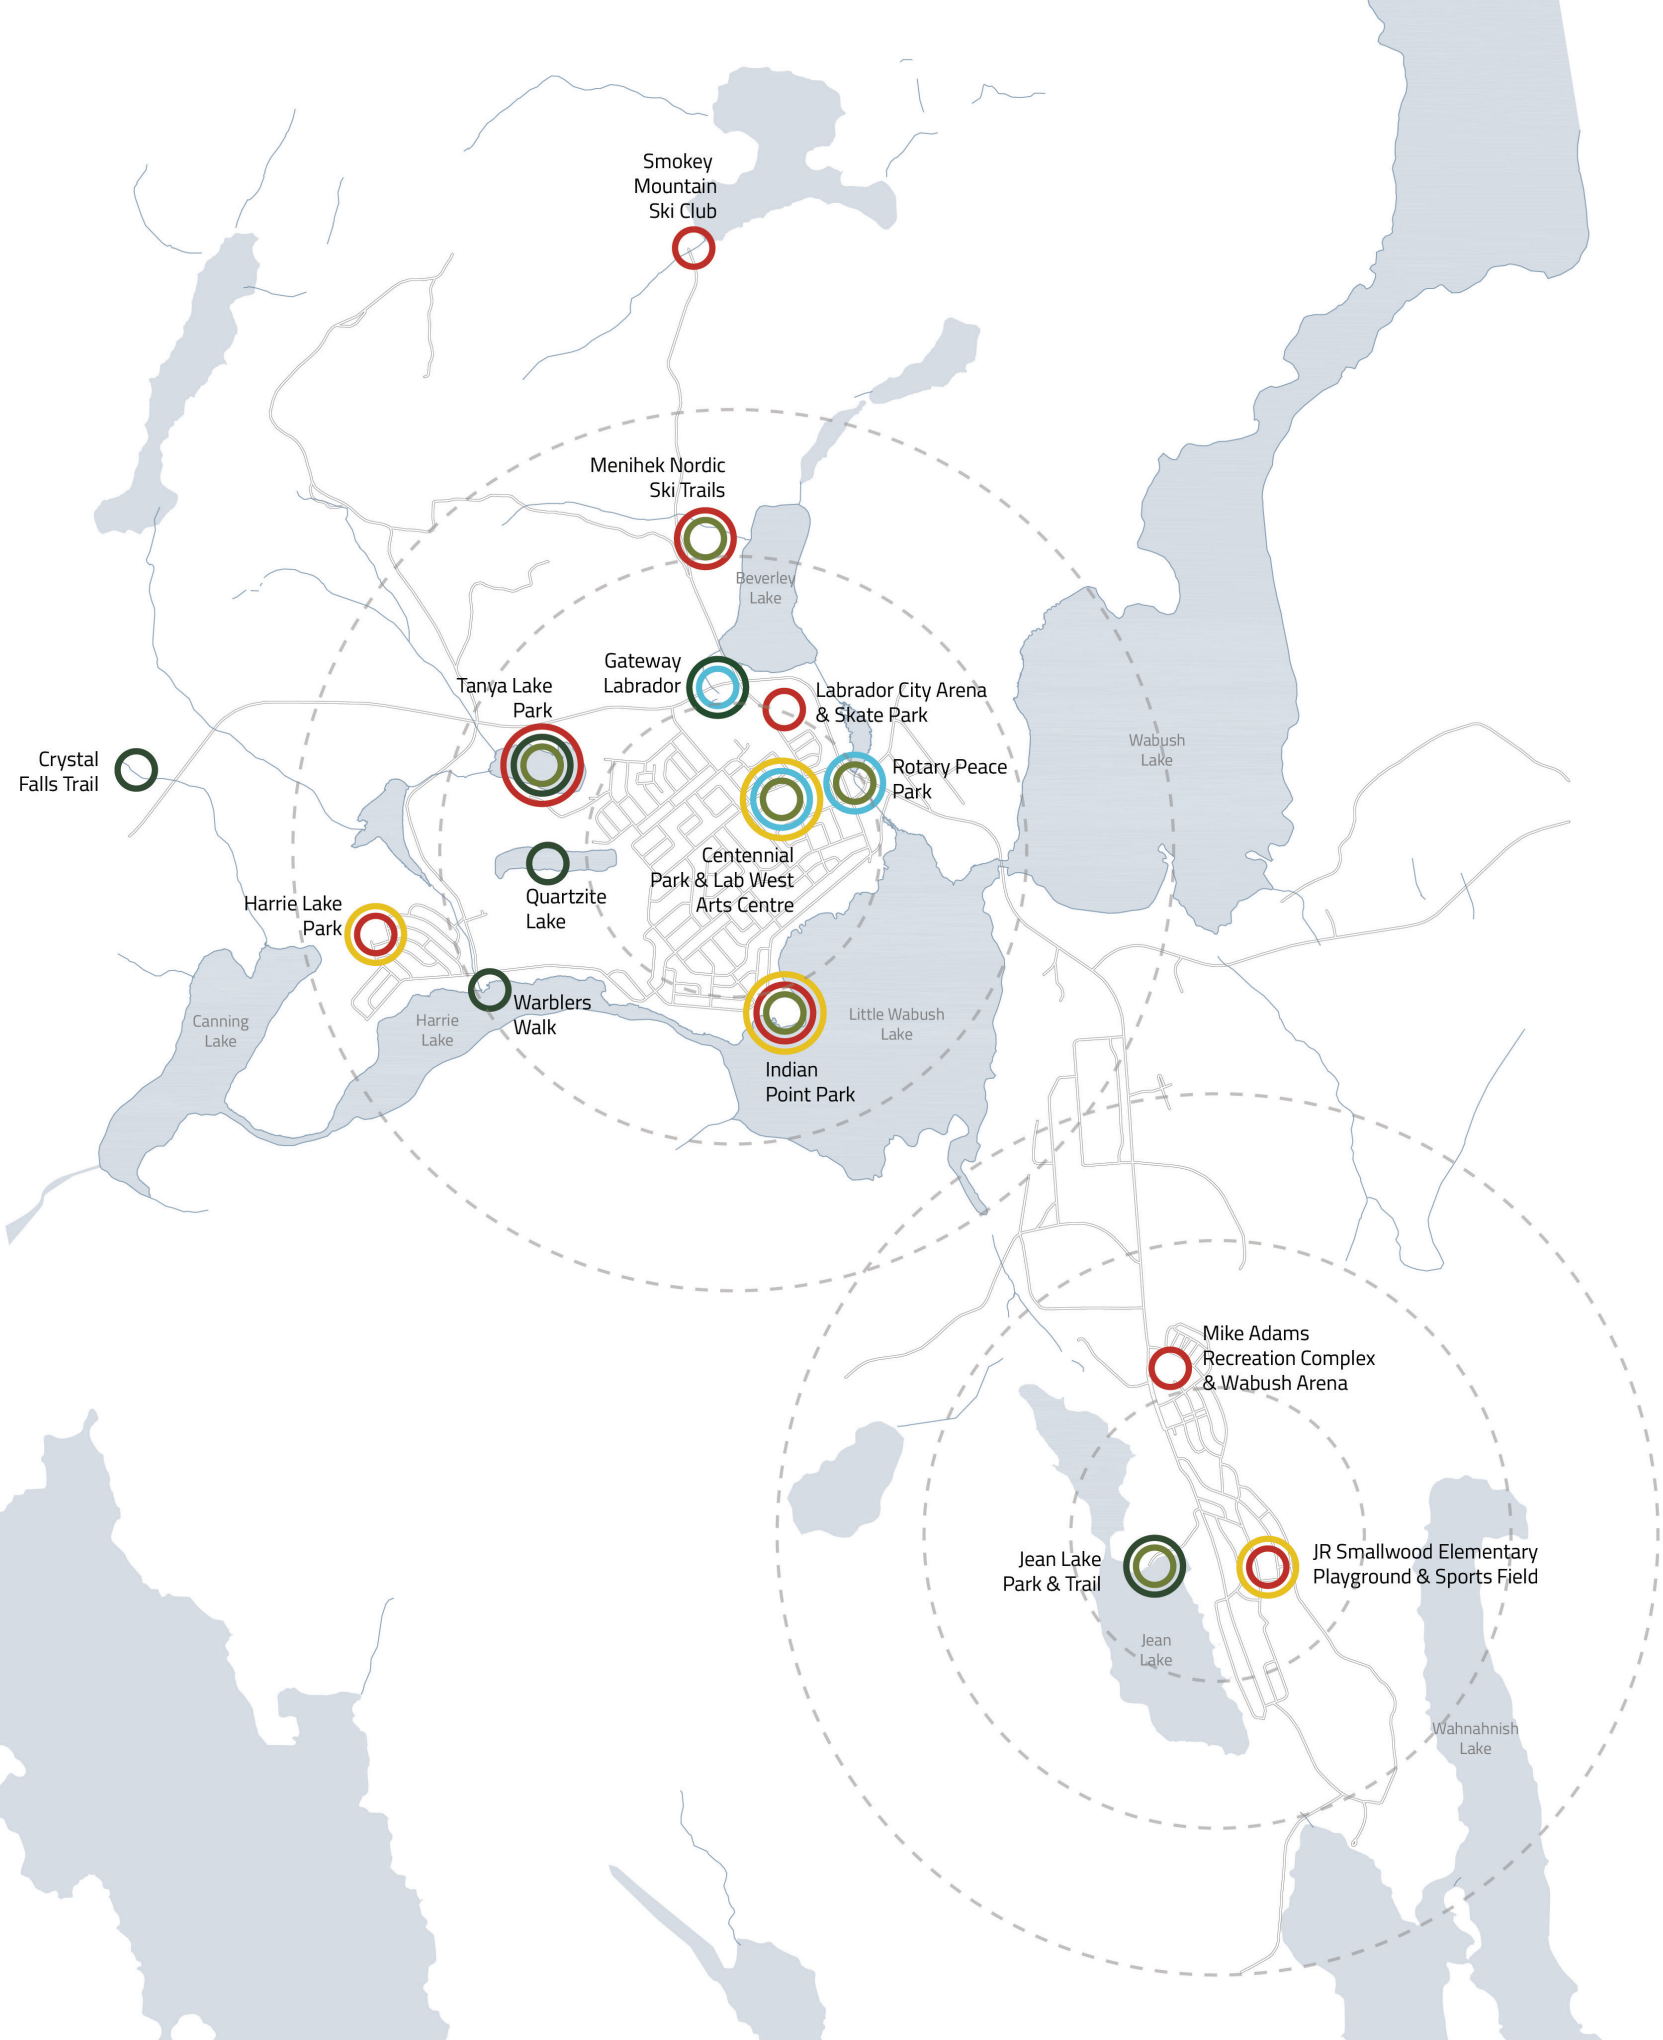 Smokey
Mountain
Ski Club
Menihek Nordic
Ski Trails
Beverley
Lake
Gateway
Labrador
Tanya Lake
Park
Labrador City Arena
& Skate Park
Wabush
Lake
Crystal
Falls Trail
Rotary Peace
Park
Centennial
Park & Lab West
Arts Centre
Quartzite
Lake
Harrie Lake
Park
Warblers
Walk
Canning
Lake
Harrie
Lake
Little Wabush
Lake
Indian
Point Park
Mike Adams
Recreation Complex
& Wabush Arena
Jean Lake
Park & Trail
JR Smallwood Elementary
Playground & Sports Field
Jean
Lake
Wahnahnish
Lake